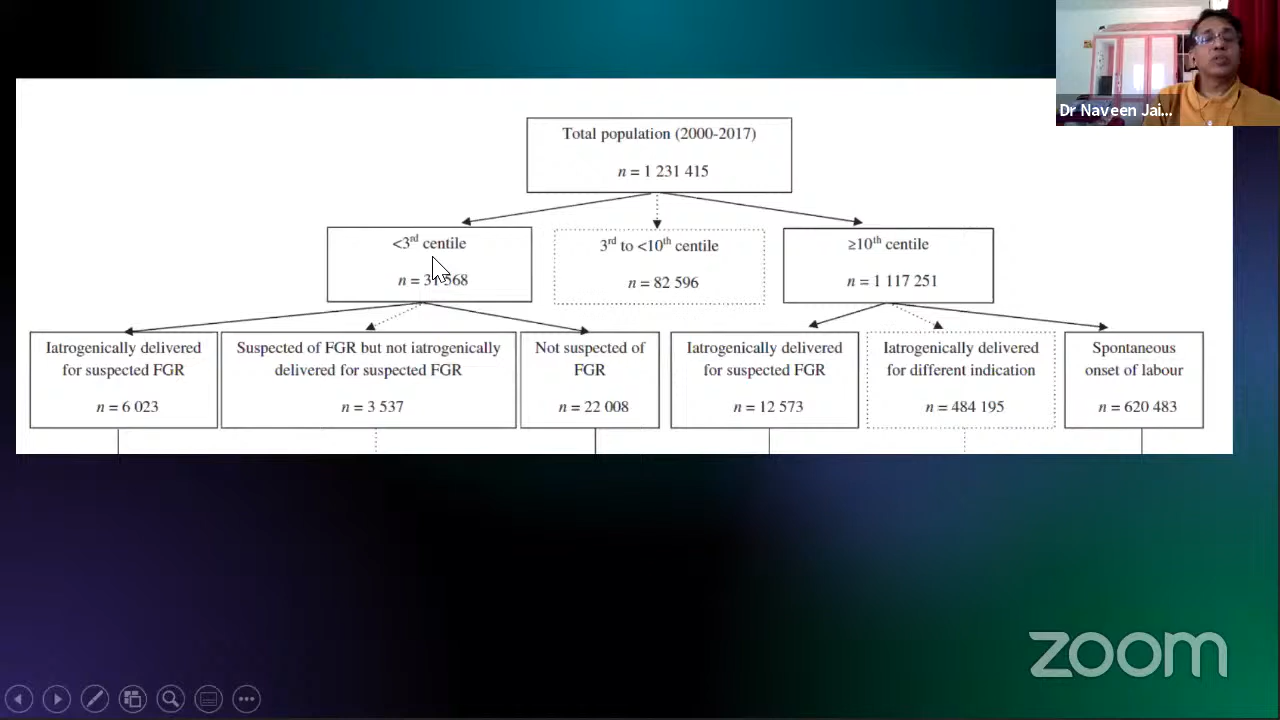 Dr Naveen Jai...
Total population (2000-2017)
n = 1 231 415
<3rd centile
n = 31 568
3rd to <10th centile
n = 82 596
≥10th centile
n = 1 117 251
Iatrogenically delivered
for suspected FGR
n = 6 023
Suspected of FGR but not iatrogenically
delivered for suspected FGR
n = 3 537
Not suspected of
FGR
n = 22 008
Iatrogenically delivered
for suspected FGR
n = 12 573
Iatrogenically delivered
for different indication
n = 484 195
Spontaneous
onset of labour
n = 620 483
zoom